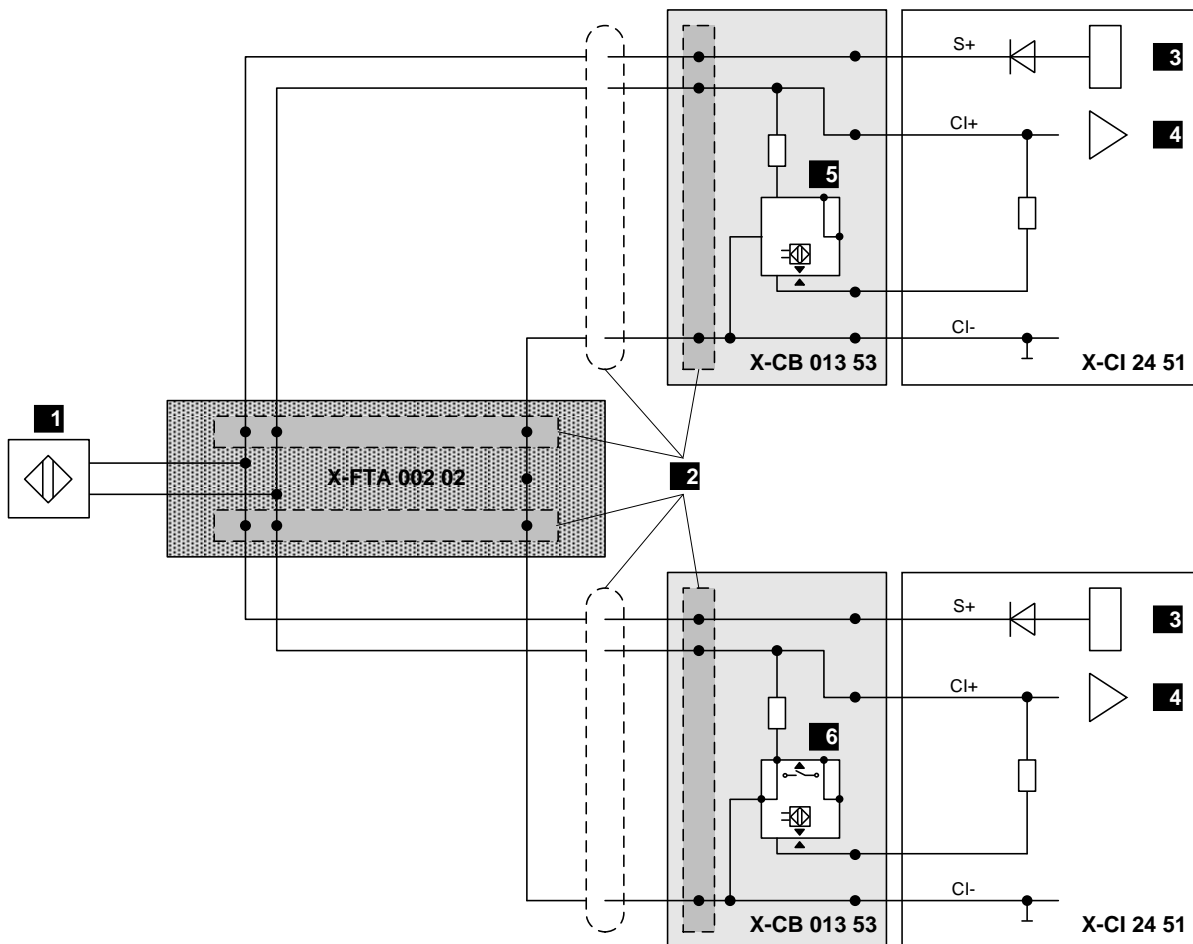 S+
3
CI+
4
5
CI-
X-CB 013 53
X-CI 24 51
1
X-FTA 002 02
2
S+
3
CI+
4
6
CI-
X-CB 013 53
X-CI 24 51